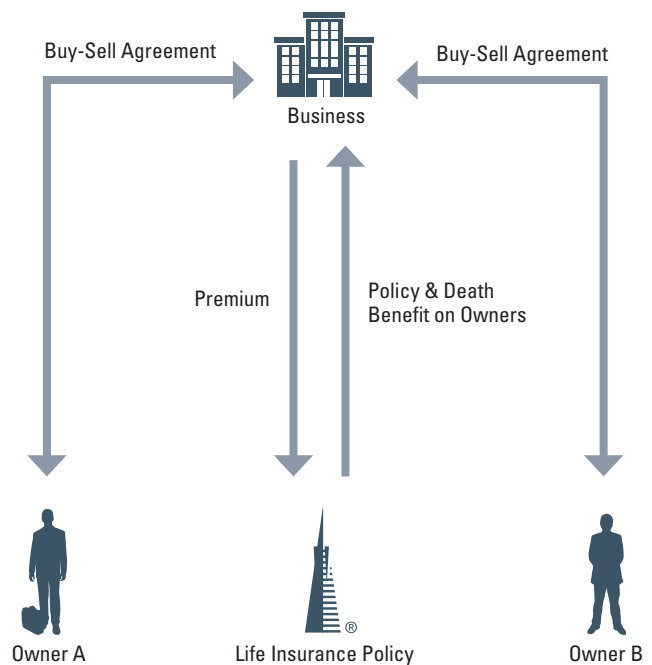 Buy-Sell Agreement
Buy-Sell Agreement
Business
Premium
Policy & Death
Benefit on Owners
®
Owner A
Life Insurance Policy
Owner B